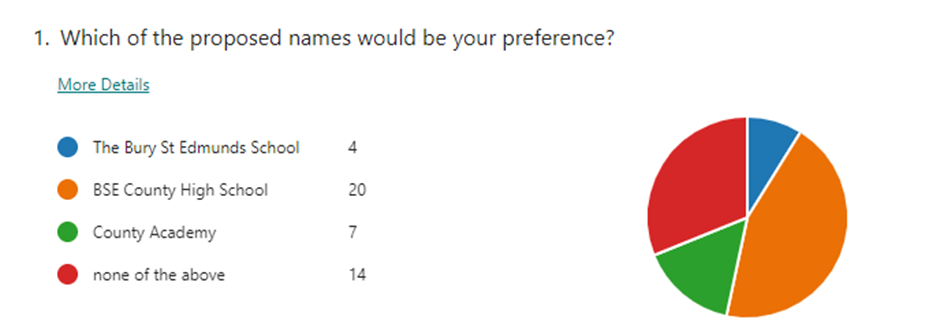 1. Which of the proposed names would be your preference?
More Details
The Bury St Edmunds School 4
BSE County High School 20
County Academy 7
none of the above 14